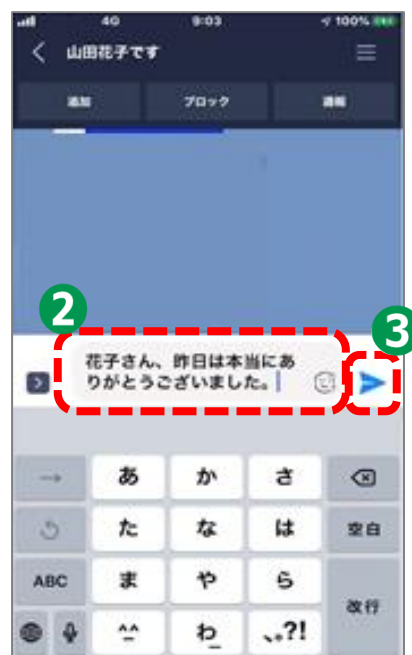 4G 9:03 100%
山田花子です
追加 ブロック 通報
2
3
花子さん、昨日は本当にあ
りがとうございました。
→ あ か さ
た な は 空白
ABC ま や ら
改行
^^ わ_ 、。?!